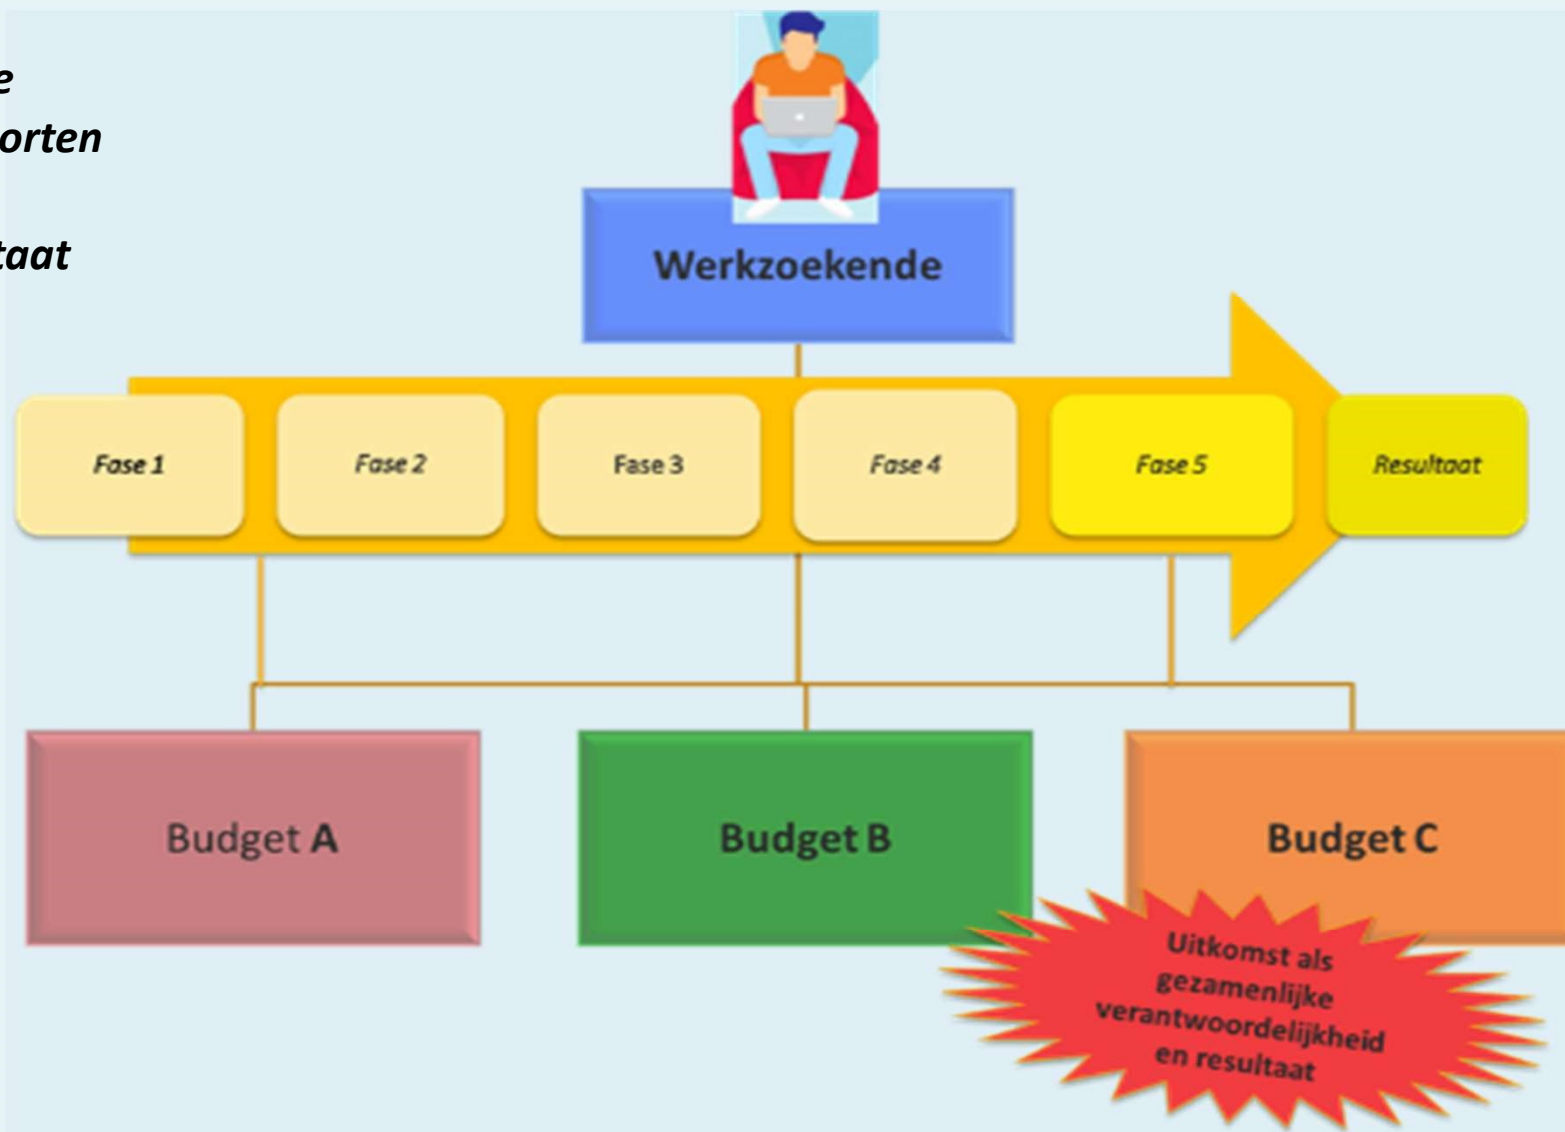 e
orten
taat
Werkzoekende
Fase 1
Fase 2
Fase 3
Fase 4
Fase 5
Resultaat
Budget A
Budget B
Budget C
Uitkomst als
gezamenlijke
verantwoordelijkheid
en resultaat